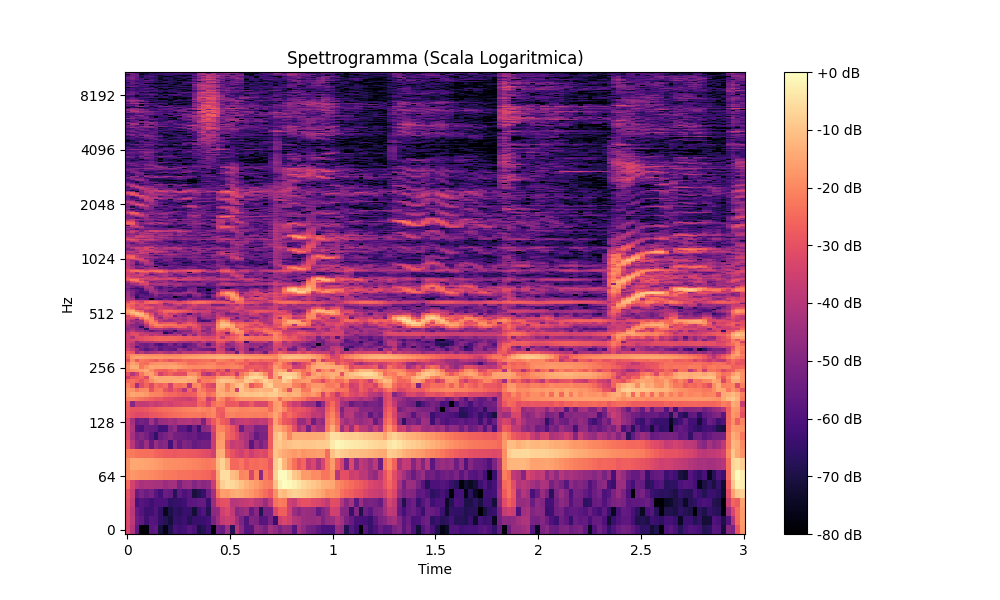 Spettrogramma (Scala Logaritmica)
8192
4096
2048
1024
512
256
128
64
0
Hz
0
0.5
1
1.5
2
2.5
3
Time
+0 dB
-10 dB
-20 dB
-30 dB
-40 dB
-50 dB
-60 dB
-70 dB
-80 dB